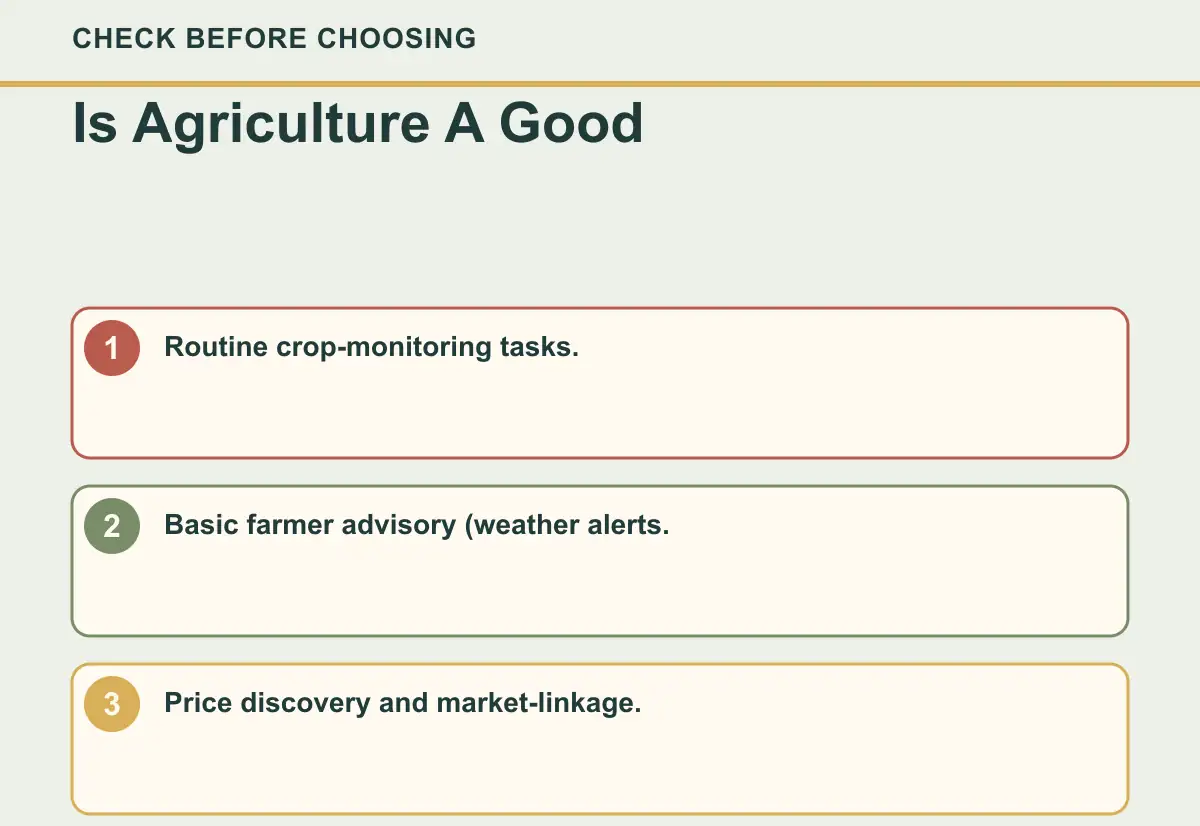 CHECK BEFORE CHOOSING
Is Agriculture A Good
1
Routine crop-monitoring tasks.
2
Basic farmer advisory (weather alerts.
3
Price discovery and market-linkage.